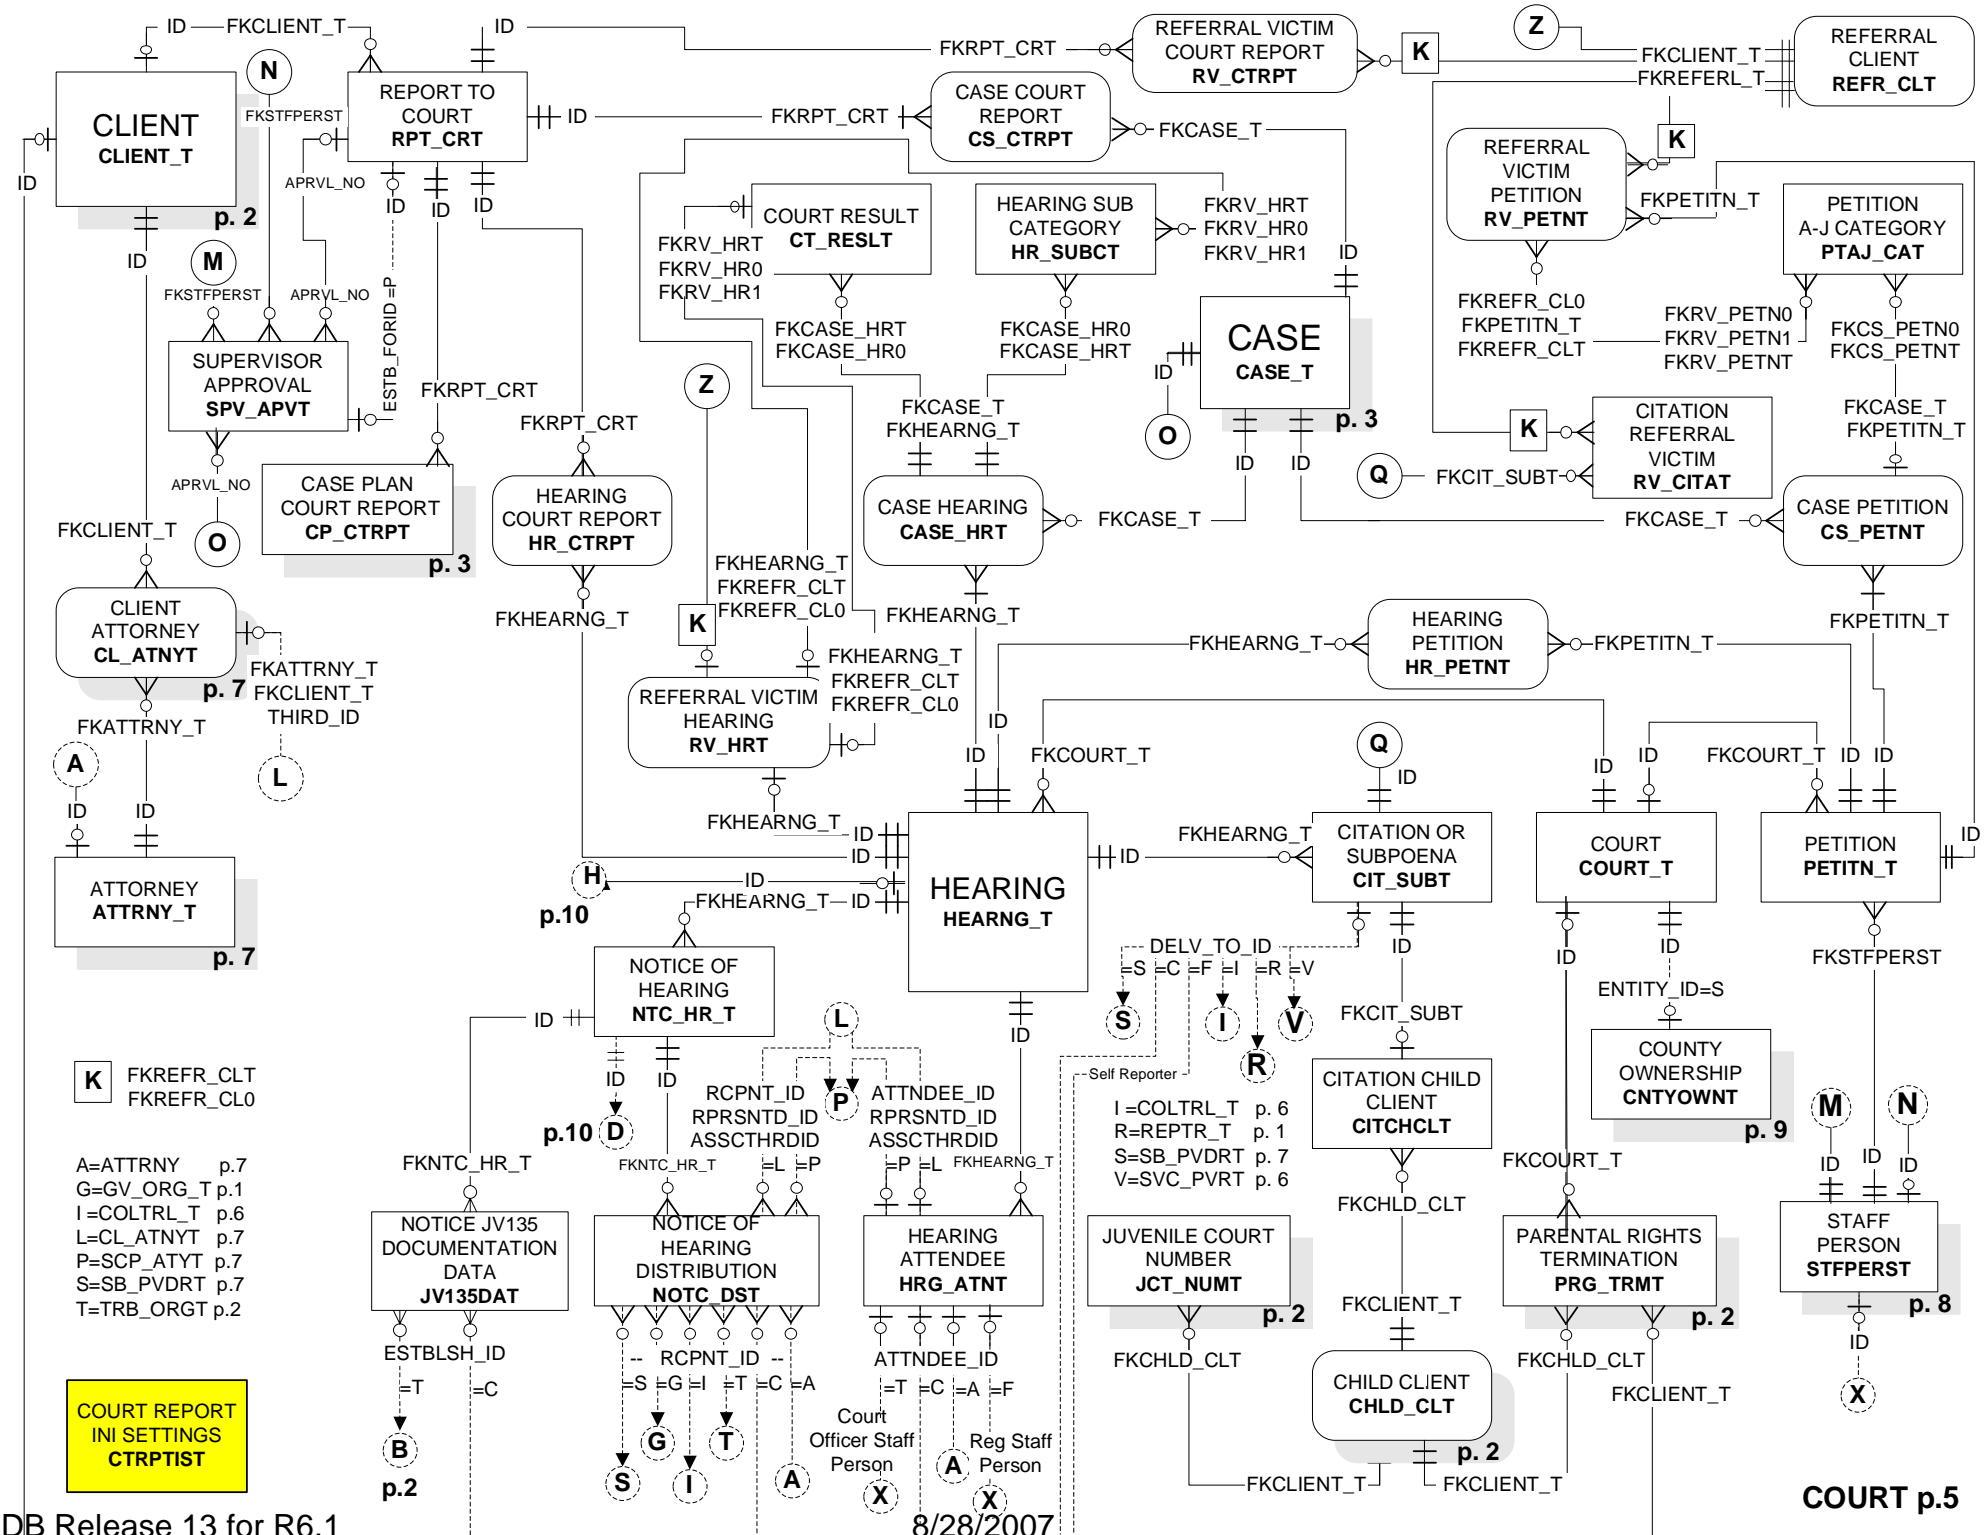 ID
FKCLIENT_T
ID
FKRPT_CRT
REFERRAL VICTIM
COURT REPORT
RV_CTRPT
K
Z
FKCLIENT_T
FKREFERL_T
REFERRAL
CLIENT
REFR_CLT
CLIENT
CLIENT_T
p. 2
N
FKSTFPERST
REPORT TO
COURT
RPT_CRT
ID
FKRPT_CRT
CASE COURT
REPORT
CS_CTRPT
FKCASE_T
K
REFERRAL
VICTIM
PETITION
RV_PETNT
FKPETITN_T
PETITION
A-J CATEGORY
PTAJ_CAT
ID
APRVL_NO
ID
ID
ID
COURT RESULT
CT_RESLT
HEARING SUB
CATEGORY
HR_SUBCT
FKRV_HRT
FKRV_HR0
FKRV_HR1
FKRV_HRT
FKRV_HR0
FKRV_HR1
ID
ID
M
FKSTFPERST
APRVL_NO
ESTB_FORID =P
FKREFR_CL0
FKPETITN_T
FKREFR_CLT
FKRV_PETN0
FKRV_PETN1
FKRV_PETNT
FKCS_PETN0
FKCS_PETNT
FKCASE_HRT
FKCASE_HR0
FKCASE_HR0
FKCASE_HRT
CASE
CASE_T
p. 3
ID
O
SUPERVISOR
APPROVAL
SPV_APVT
FKRPT_CRT
Z
FKRPT_CRT
FKCASE_T
FKHEARNG_T
ID
ID
K
CITATION
REFERRAL
VICTIM
RV_CITAT
Q
FKCIT_SUBT
FKCASE_T
FKPETITN_T
APRVL_NO
O
CASE PLAN
COURT REPORT
CP_CTRPT
p. 3
HEARING
COURT REPORT
HR_CTRPT
CASE HEARING
CASE_HRT
FKCASE_T
FKCASE_T
CASE PETITION
CS_PETNT
FKCLIENT_T
CLIENT
ATTORNEY
CL_ATNYT
p. 7
FKHEARNG_T
FKHEARNG_T
FKREFR_CLT
FKREFR_CL0
K
FKHEARNG_T
FKHEARNG_T
HEARING
PETITION
HR_PETNT
FKPETITN_T
FKPETITN_T
FKATTRNY_T
FKCLIENT_T
THIRD_ID
L
FKHEARNG_T
FKREFR_CLT
FKREFR_CL0
REFERRAL VICTIM
HEARING
RV_HRT
FKATTRNY_T
A
ID
ID
ID
ID
FKCOURT_T
Q
ID
ID
ID
FKCOURT_T
ID
ID
ATTORNEY
ATTRNY_T
p. 7
FKHEARNG_T
ID
ID
H
ID
p.10
FKHEARNG_T
ID
HEARING
HEARNG_T
ID
FKHEARNG_T
CITATION OR
SUBPOENA
CIT_SUBT
COURT
COURT_T
PETITION
PETITN_T
ID
NOTICE OF
HEARING
NTC_HR_T
ID
DELV_TO_ID
=S
=C
=F
=I
=R
=V
ID
ID
ID
FKSTFPERST
S
I
V
R
FKCIT_SUBT
ENTITY_ID=S
COUNTY
OWNERSHIP
CNTYOWNT
p. 9
L
ID
K
FKREFR_CLT
FKREFR_CL0
ID
ID
RCPNT_ID
RPRSNTD_ID
ASSCTHRDID
P
ATTNDEE_ID
RPRSNTD_ID
ASSCTHRDID
Self Reporter
CITATION CHILD
CLIENT
CITCHCLT
M
N
p.10
D
I =COLTRL_T p. 6
R=REPTR_T p. 1
S=SB_PVDRT p. 7
V=SVC_PVRT p. 6
FKNTC_HR_T
FKNTC_HR_T
=L
=P
=P
=L
FKHEARNG_T
FKCOURT_T
ID
ID
ID
A=ATTRNY p.7
G=GV_ORG_T p.1
I =COLTRL_T p.6
L=CL_ATNYT p.7
P=SCP_ATYT p.7
S=SB_PVDRT p.7
T=TRB_ORGT p.2
FKCHLD_CLT
NOTICE JV135
DOCUMENTATION
DATA
JV135DAT
NOTICE OF
HEARING
DISTRIBUTION
NOTC_DST
HEARING
ATTENDEE
HRG_ATNT
JUVENILE COURT
NUMBER
JCT_NUMT
p. 2
PARENTAL RIGHTS
TERMINATION
PRG_TRMT
p. 2
STAFF
PERSON
STFPERST
p. 8
FKCLIENT_T
ESTBLSH_ID
=T
=C
-- RCPNT_ID --
=S
=G
=I
=T
=C
=A
ATTNDEE_ID
=T
=C
=A
=F
FKCHLD_CLT
FKCHLD_CLT
ID
COURT REPORT
INI SETTINGS
CTRPTIST
CHILD CLIENT
CHLD_CLT
p. 2
FKCLIENT_T
X
B
p.2
S
G
I
T
A
Court
Officer Staff
Person
X
A
Reg Staff
Person
X
FKCLIENT_T
FKCLIENT_T
COURT p.5
DB Release 13 for R6.1
8/28/2007